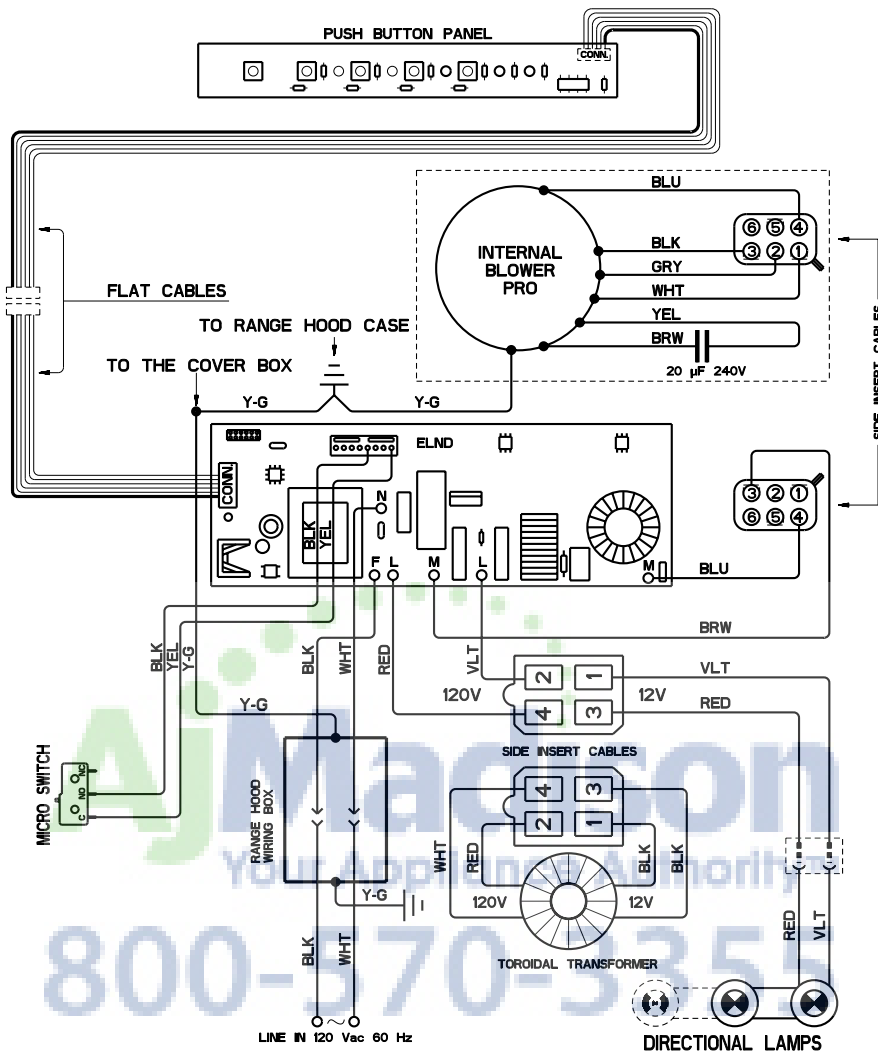 PUSH BUTTON PANEL
CONN.
BLU
6 5 4
BLK
3 2 1
INTERNAL
BLOWER
PRO
GRY
WHT
YEL
BRW
20 µF 240V
SIDE INSERT CABLES
FLAT CABLES
TO RANGE HOOD CASE
TO THE COVER BOX
Y-G
Y-G
ELND
CONN.
N
BLK
YEL
F L M L M
3 2 1
6 5 4
BLU
BRW
BLK
YEL
Y-G
BLK
WHT
RED
VLT
VLT
2 1
120V
12V
RED
4 3
Y-G
SIDE INSERT CABLES
MICRO SWITCH
NC
NO
C
RANGE HOOD
WIRING BOX
4 3
2 1
WHT
RED
BLK
BLK
120V
12V
Y-G
TOROIDAL TRANSFORMER
BLK
WHT
RED
VLT
LINE IN 120 Vac 60 Hz
DIRECTIONAL LAMPS
AjMadison
Your Appliance Authority™
800-570-3355